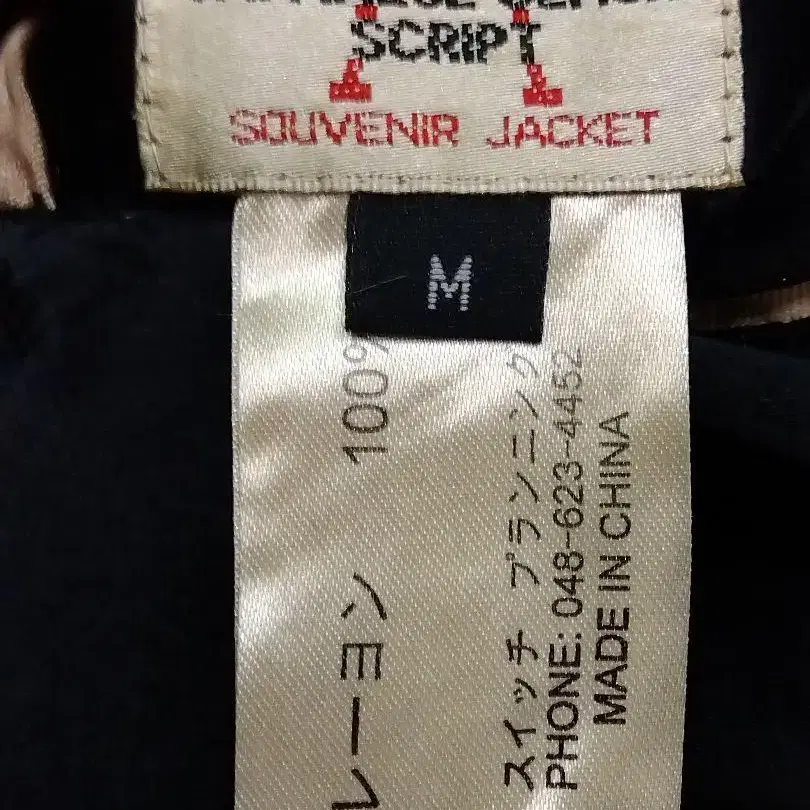 SCRIPT
SOUVENIR JACKET
M
レーヨン 100%
スイッチ プランニング
PHONE: 048-623-4452
MADE IN CHINA